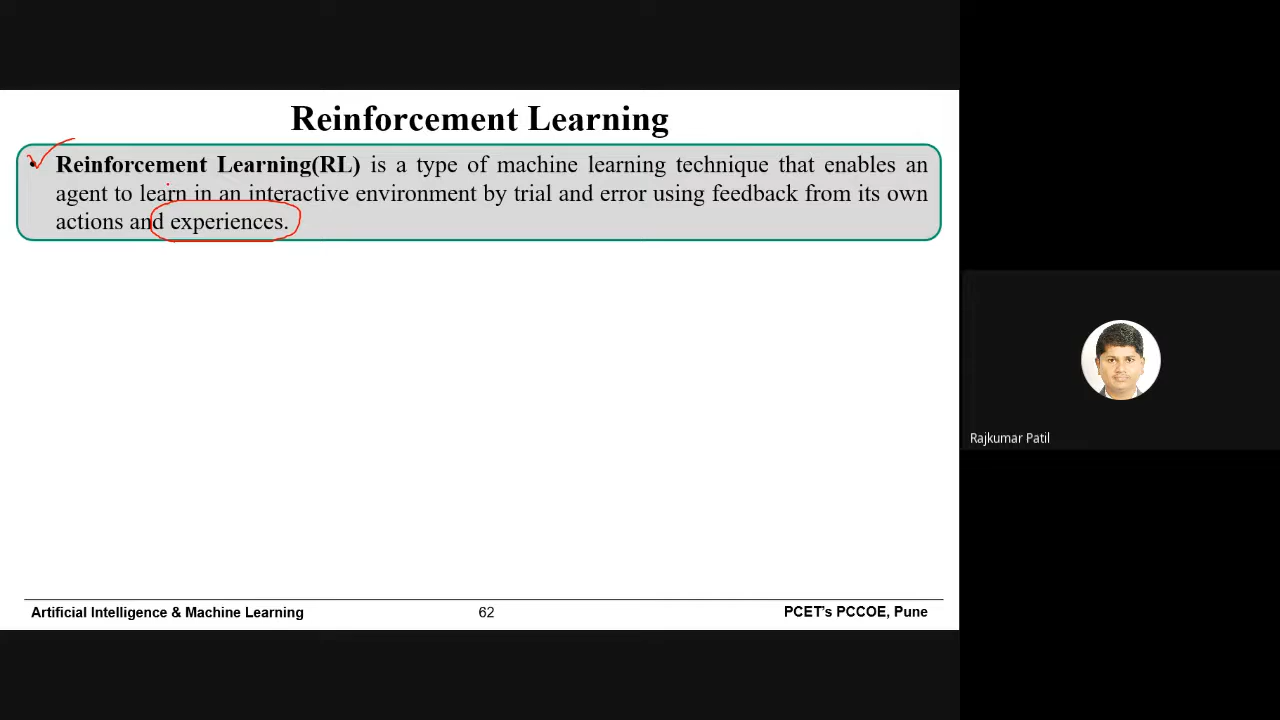 Reinforcement Learning
• Reinforcement Learning(RL) is a type of machine learning technique that enables an
agent to learn in an interactive environment by trial and error using feedback from its own
actions and experiences.
Rajkumar Patil
Artificial Intelligence & Machine Learning
62
PCET's PCCOE, Pune